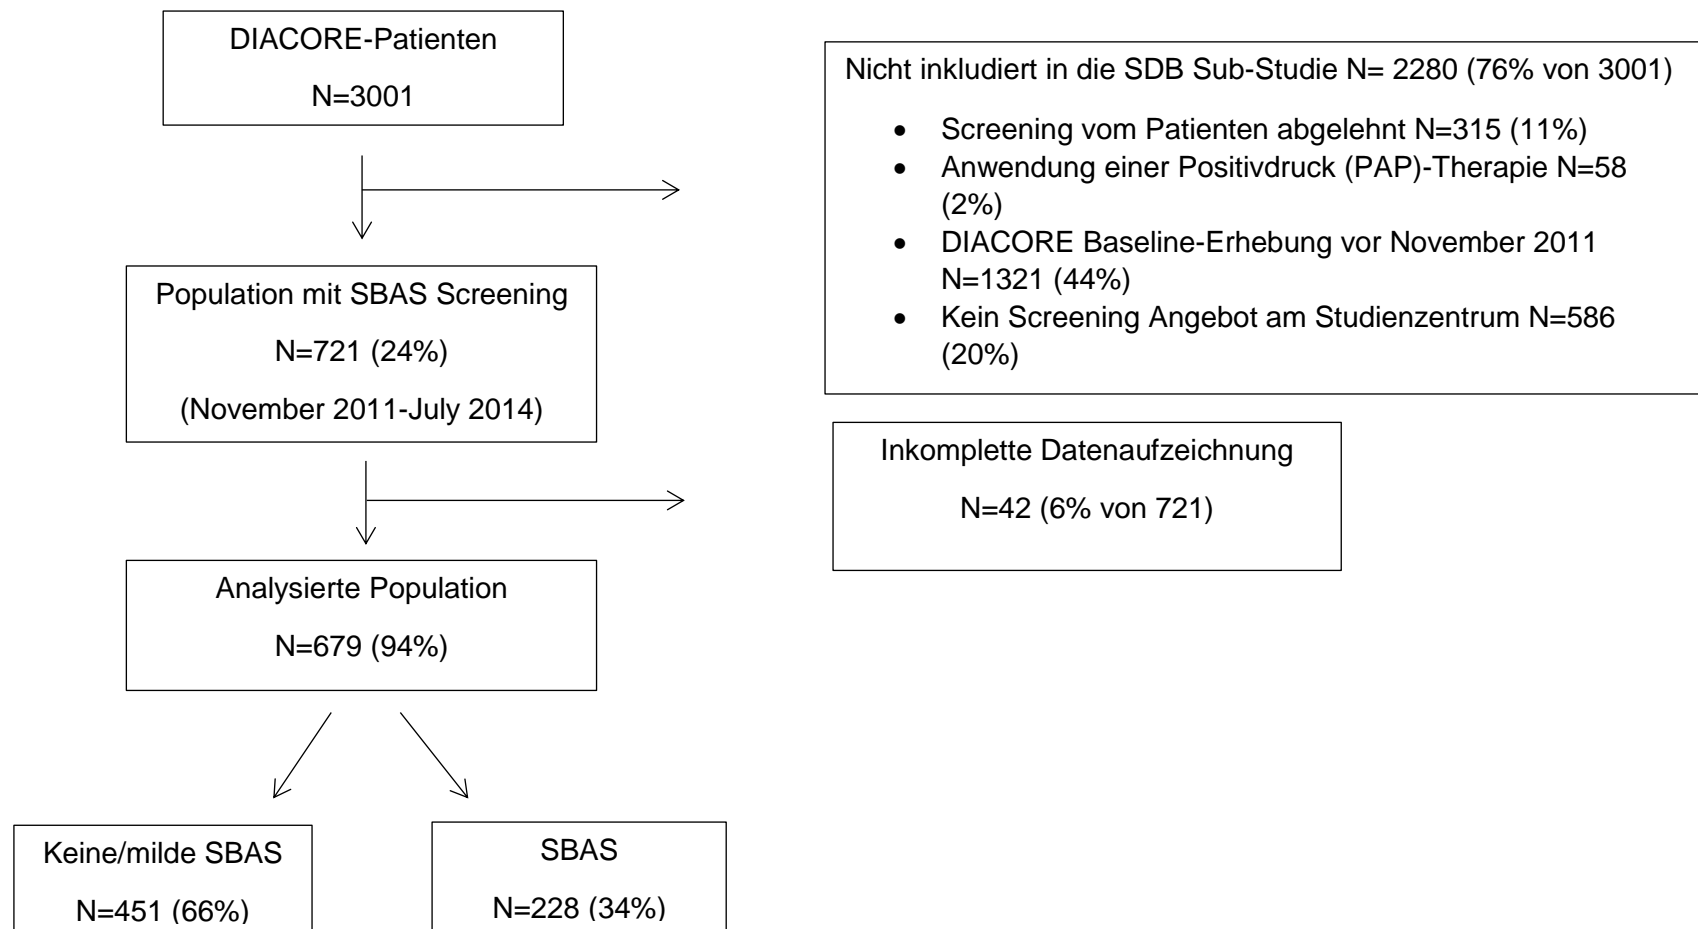 DIACORE-Patienten
N=3001
Nicht inkludiert in die SDB Sub-Studie N= 2280 (76% von 3001)
• Screening vom Patienten abgelehnt N=315 (11%)
• Anwendung einer Positivdruck (PAP)-Therapie N=58
(2%)
• DIACORE Baseline-Erhebung vor November 2011
N=1321 (44%)
• Kein Screening Angebot am Studienzentrum N=586
(20%)
Population mit SBAS Screening
N=721 (24%)
(November 2011-July 2014)
Inkomplette Datenaufzeichnung
N=42 (6% von 721)
Analysierte Population
N=679 (94%)
Keine/milde SBAS
N=451 (66%)
SBAS
N=228 (34%)